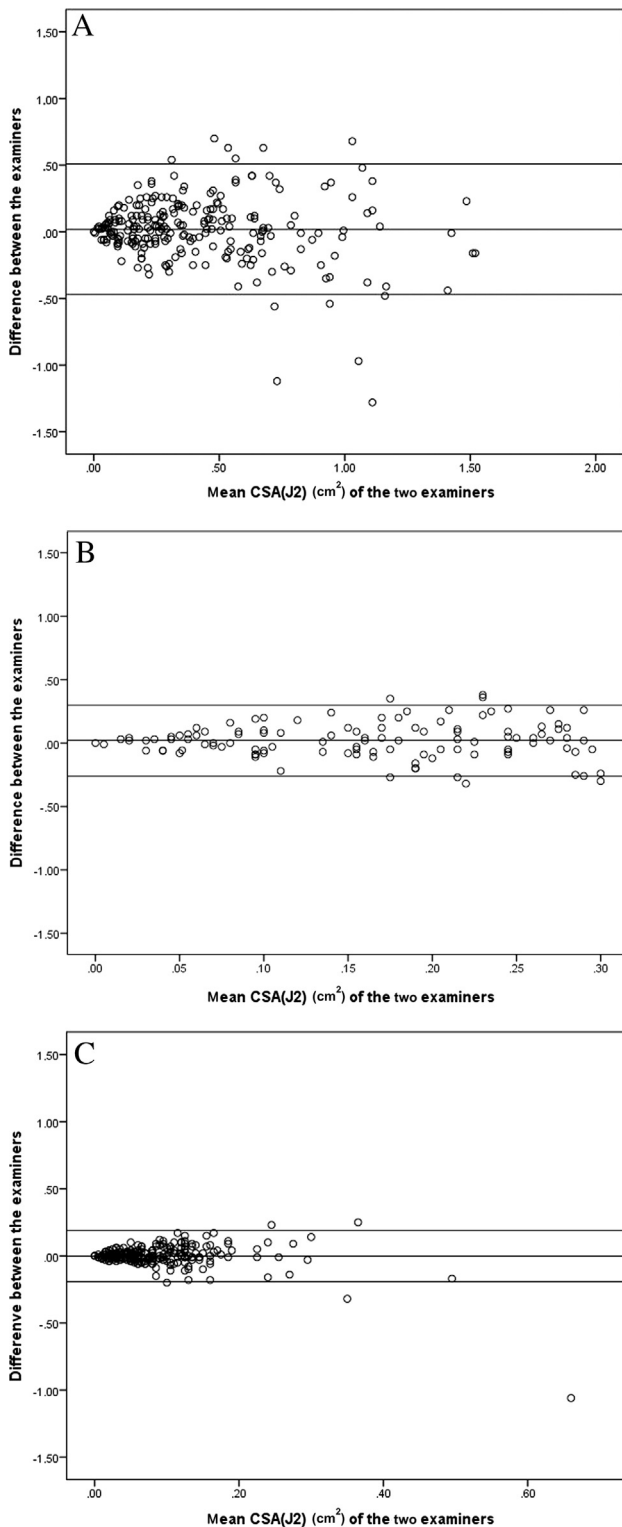 A
1.50
1.00
.50
.00
-.50
-1.00
-1.50
Difference between the examiners
.00 .50 1.00 1.50 2.00
Mean CSA(J2) (cm²) of the two examiners
B
1.50
1.00
.50
.00
-.50
-1.00
-1.50
Difference between the examiners
.00 .05 .10 .15 .20 .25 .30
Mean CSA(J2) (cm²) of the two examiners
C
1.50
1.00
.50
.00
-.50
-1.00
-1.50
Differenve between the examiners
.00 .20 .40 .60
Mean CSA(J2) (cm²) of the two examiners